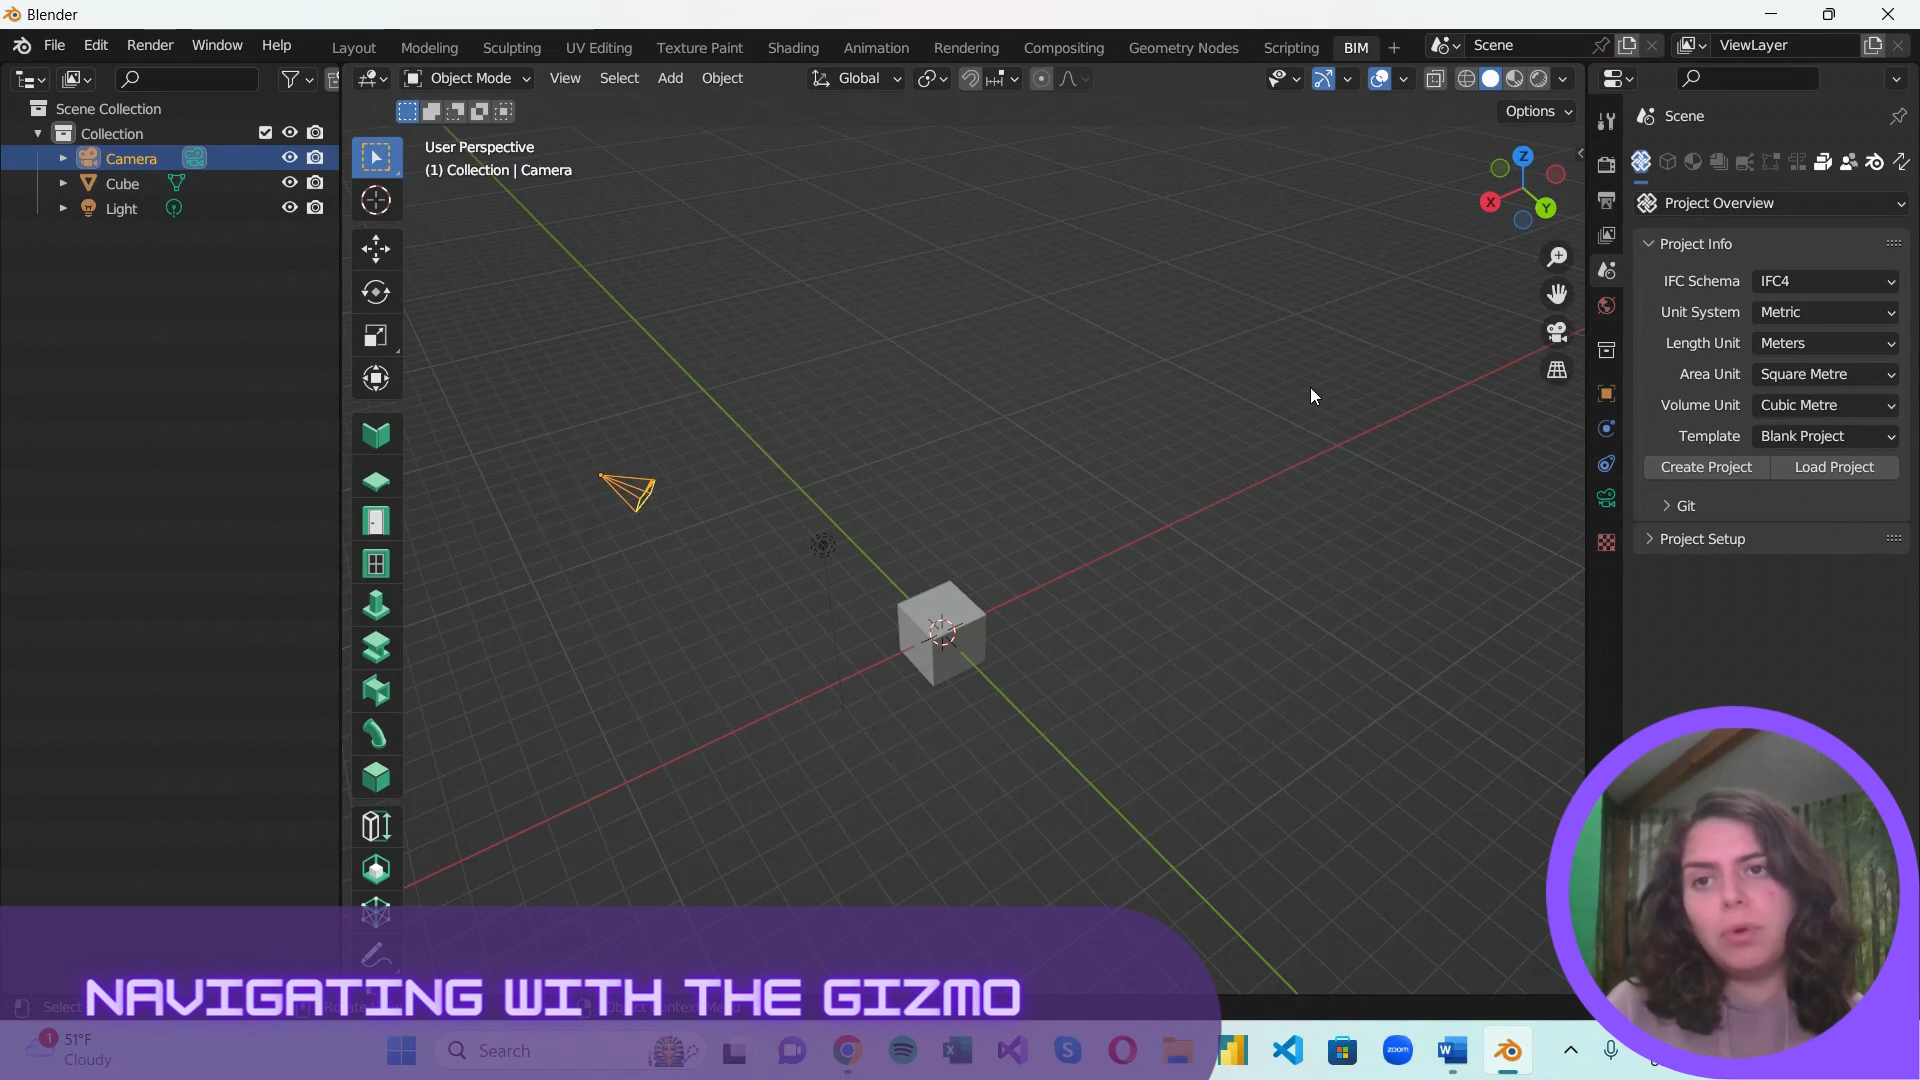 Blender
File Edit Render Window Help Layout Modeling Sculpting UV Editing Texture Paint Shading Animation Rendering Compositing Geometry Nodes Scripting BIM + Scene ViewLayer
Object Mode View Select Add Object Global
Options
Scene Collection
Collection
Camera
Cube
Light
User Perspective
(1) Collection | Camera
Z
X
Y
Scene
Project Overview
Project Info
IFC Schema IFC4
Unit System Metric
Length Unit Meters
Area Unit Square Metre
Volume Unit Cubic Metre
Template Blank Project
Create Project Load Project
Git
Project Setup
NAVIGATING WITH THE GIZMO
Select
1
51°F
Cloudy
Search
zoom